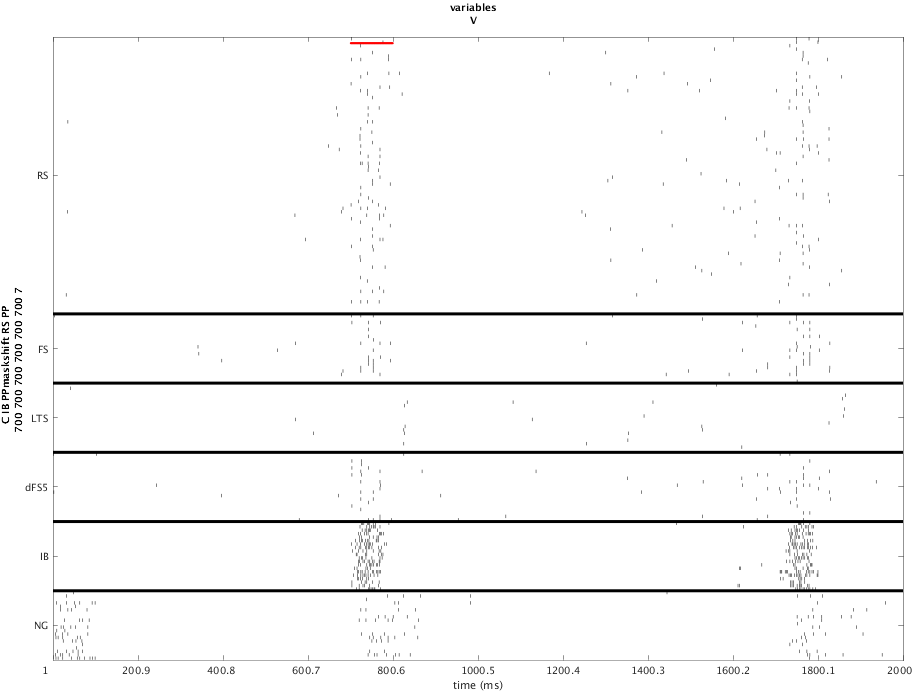 variables
V
C IB PPmaskshift RS PP
700 700 700 700 700 700 7
RS
FS
LTS
dFS5
IB
NG
1
200.9
400.8
600.7
800.6
1000.5
1200.4
1400.3
1600.2
1800.1
2000
time (ms)